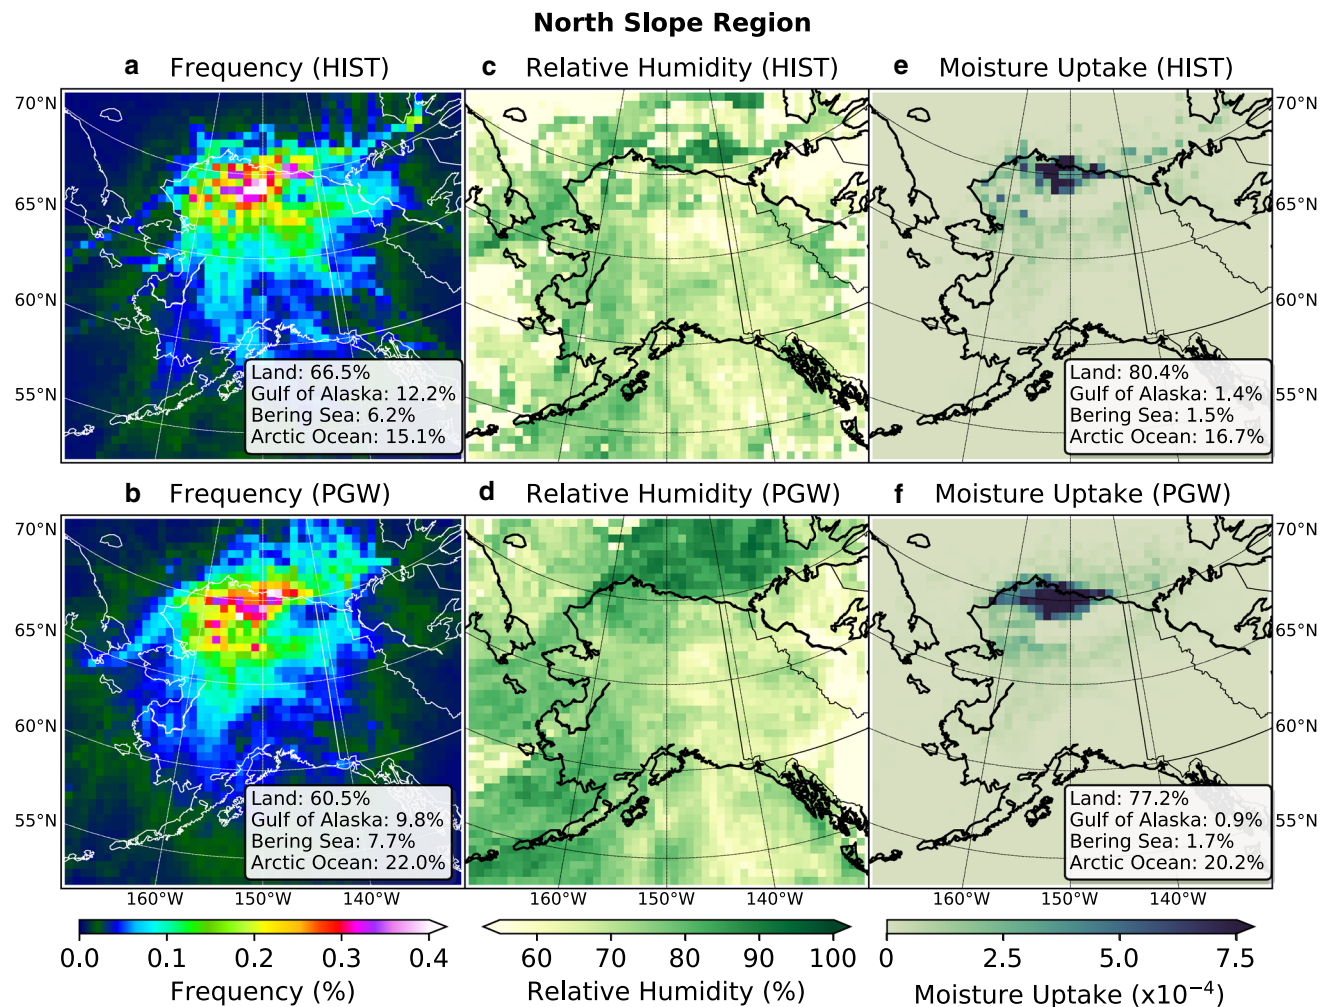 North Slope Region
a Frequency (HIST)
c Relative Humidity (HIST)
e Moisture Uptake (HIST)
70°N
65°N
60°N
55°N
70°N
65°N
60°N
55°N
Land: 66.5%
Gulf of Alaska: 12.2%
Bering Sea: 6.2%
Arctic Ocean: 15.1%
Land: 80.4%
Gulf of Alaska: 1.4%
Bering Sea: 1.5%
Arctic Ocean: 16.7%
b Frequency (PGW)
d Relative Humidity (PGW)
f Moisture Uptake (PGW)
70°N
65°N
60°N
55°N
70°N
65°N
60°N
55°N
Land: 60.5%
Gulf of Alaska: 9.8%
Bering Sea: 7.7%
Arctic Ocean: 22.0%
Land: 77.2%
Gulf of Alaska: 0.9%
Bering Sea: 1.7%
Arctic Ocean: 20.2%
160°W 150°W 140°W
160°W 150°W 140°W
160°W 150°W 140°W
0.0 0.1 0.2 0.3 0.4
Frequency (%)
60 70 80 90 100
Relative Humidity (%)
0 2.5 5.0 7.5
Moisture Uptake (x10⁻⁴)